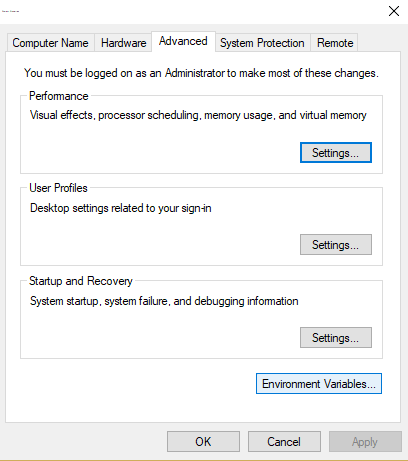 Computer Name Hardware Advanced System Protection Remote
You must be logged on as an Administrator to make most of these changes.
Performance
Visual effects, processor scheduling, memory usage, and virtual memory
Settings...
User Profiles
Desktop settings related to your sign-in
Settings...
Startup and Recovery
System startup, system failure, and debugging information
Settings...
Environment Variables...
OK Cancel Apply